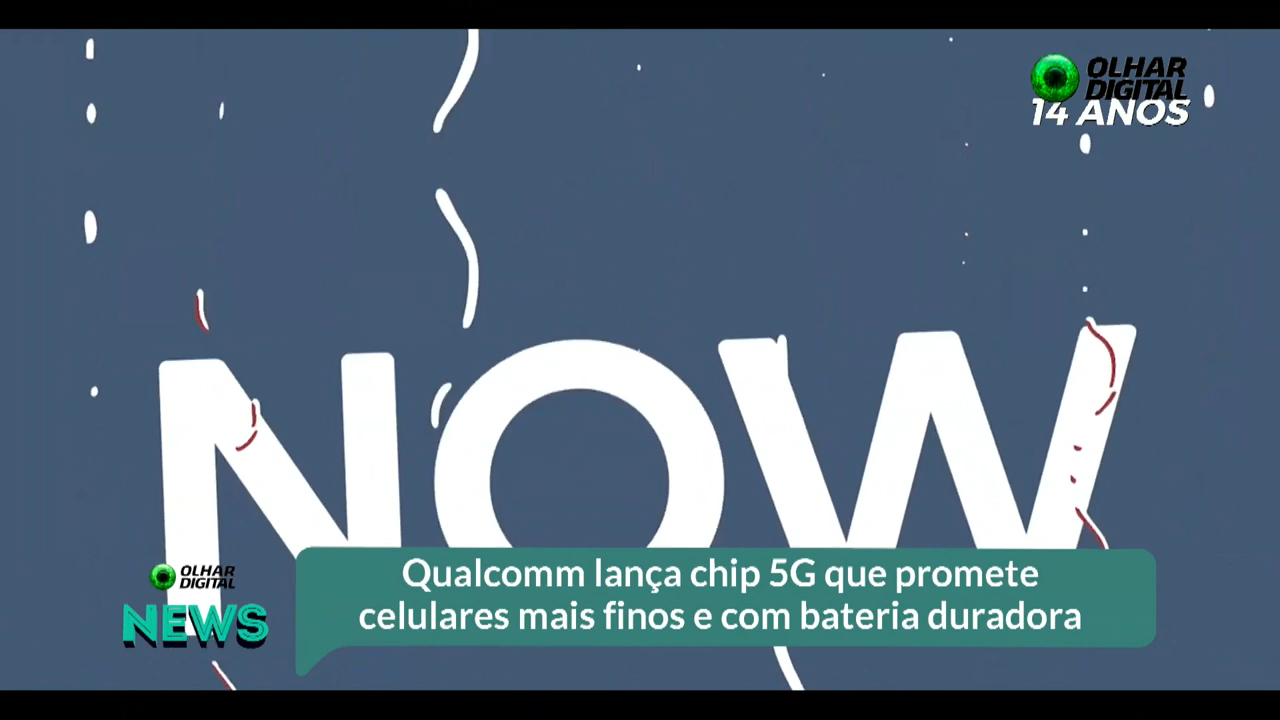 OLHAR
DIGITAL
14 ANOS
NOW
OLHAR
DIGITAL
NEWS
Qualcomm lança chip 5G que promete
celulares mais finos e com bateria duradora